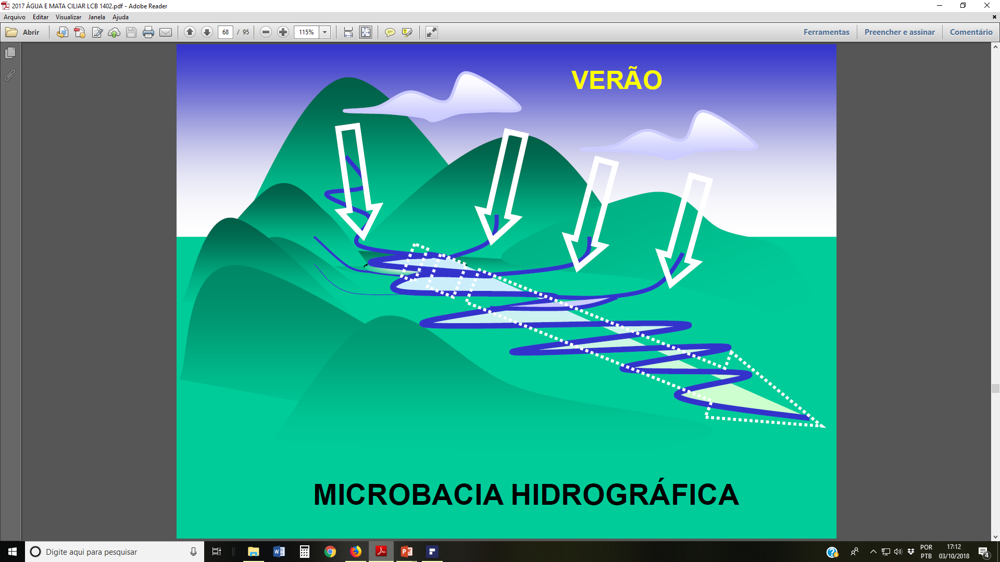 2017 ÁGUA E MATA CILIAR LCB 1402.pdf - Adobe Reader
Arquivo Editar Visualizar Janela Ajuda
Abrir 68 / 95 115% Ferramentas Preencher e assinar Comentário
VERÃO
MICROBACIA HIDROGRÁFICA
Digite aqui para pesquisar
POR 17:12
PTB 03/10/2018 4